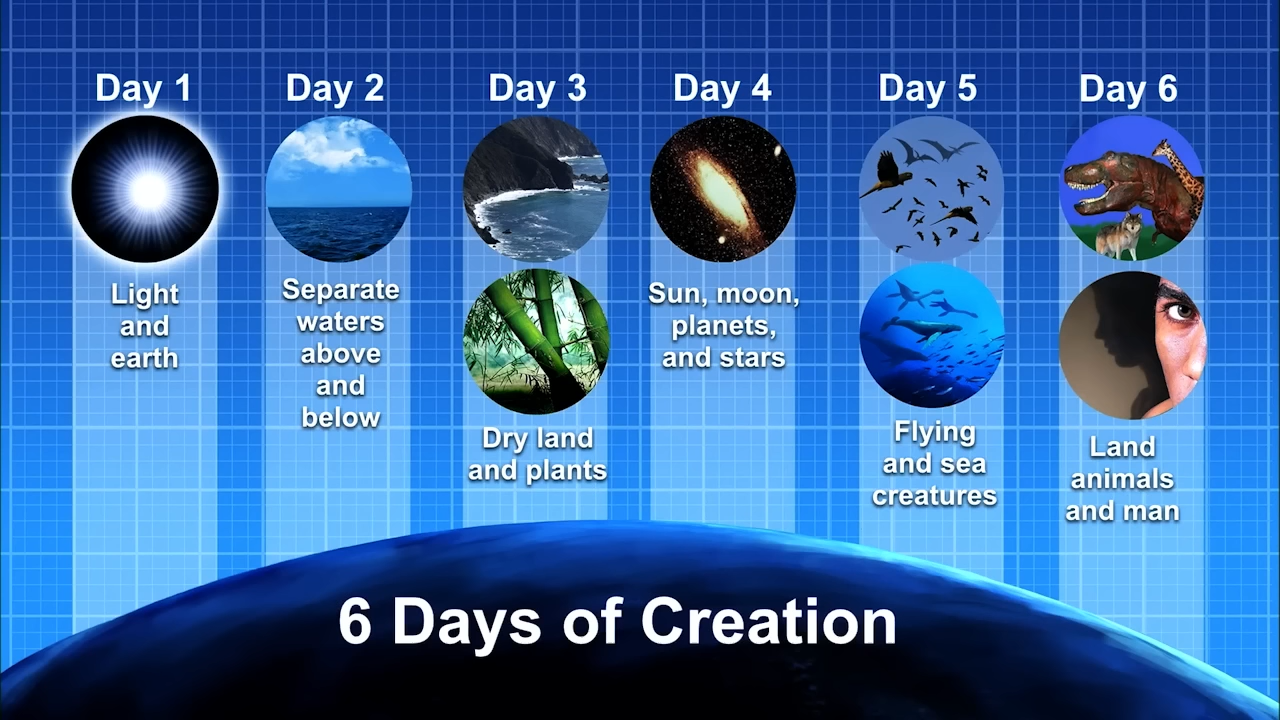 Day 1
Light
and
earth
Day 2
Separate
waters
above
and
below
Day 3
Dry land
and plants
Day 4
Sun, moon,
planets,
and stars
Day 5
Flying
and sea
creatures
Day 6
Land
animals
and man
6 Days of Creation